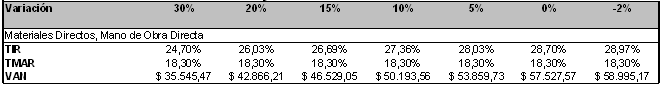 Variación 30% 20% 15% 10% 5% 0% -2%
Materiales Directos, Mano de Obra Directa
TIR 24,70% 26,03% 26,69% 27,36% 28,03% 28,70% 28,97%
TMAR 18,30% 18,30% 18,30% 18,30% 18,30% 18,30% 18,30%
VAN $ 35.545,47 $ 42.866,21 $ 46.529,05 $ 50.193,56 $ 53.859,73 $ 57.527,57 $ 58.995,17